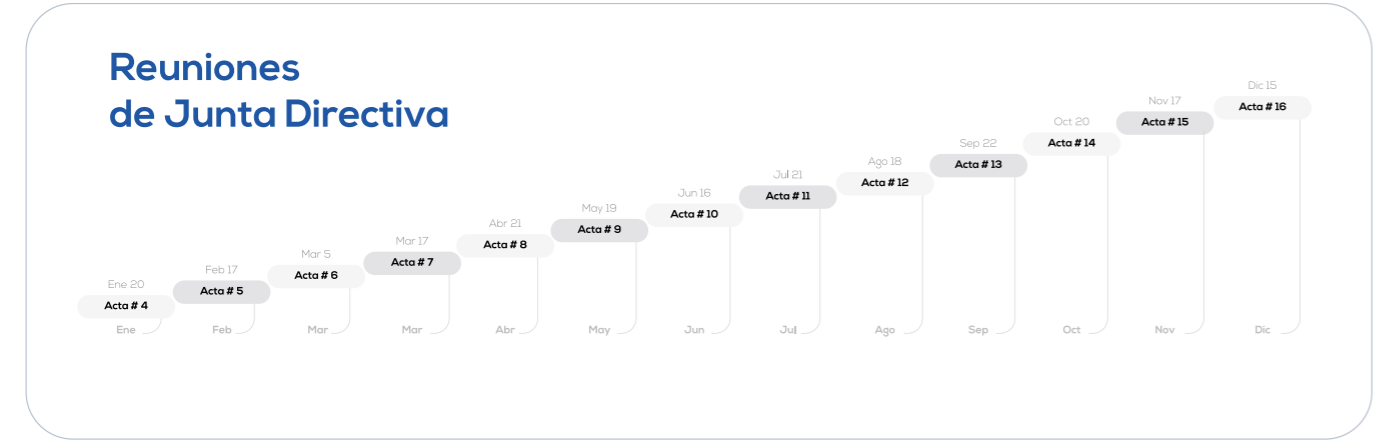 Reuniones
de Junta Directiva
Ene 20
Acta # 4
Ene
Feb 17
Acta # 5
Feb
Mar 5
Acta # 6
Mar
Mar 17
Acta # 7
Mar
Abr 21
Acta # 8
Abr
May 19
Acta # 9
May
Jun 16
Acta # 10
Jun
Jul 21
Acta # 11
Jul
Ago 18
Acta # 12
Ago
Sep 22
Acta # 13
Sep
Oct 20
Acta # 14
Oct
Nov 17
Acta # 15
Nov
Dic 15
Acta # 16
Dic